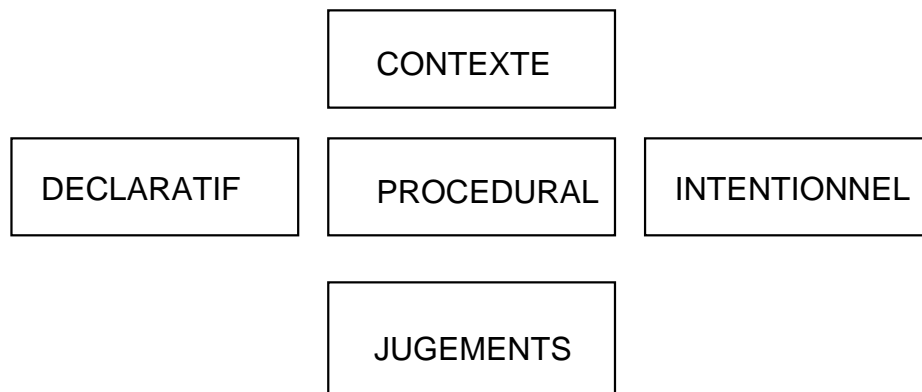 CONTEXTE
DECLARATIF
PROCEDURAL
INTENTIONNEL
JUGEMENTS